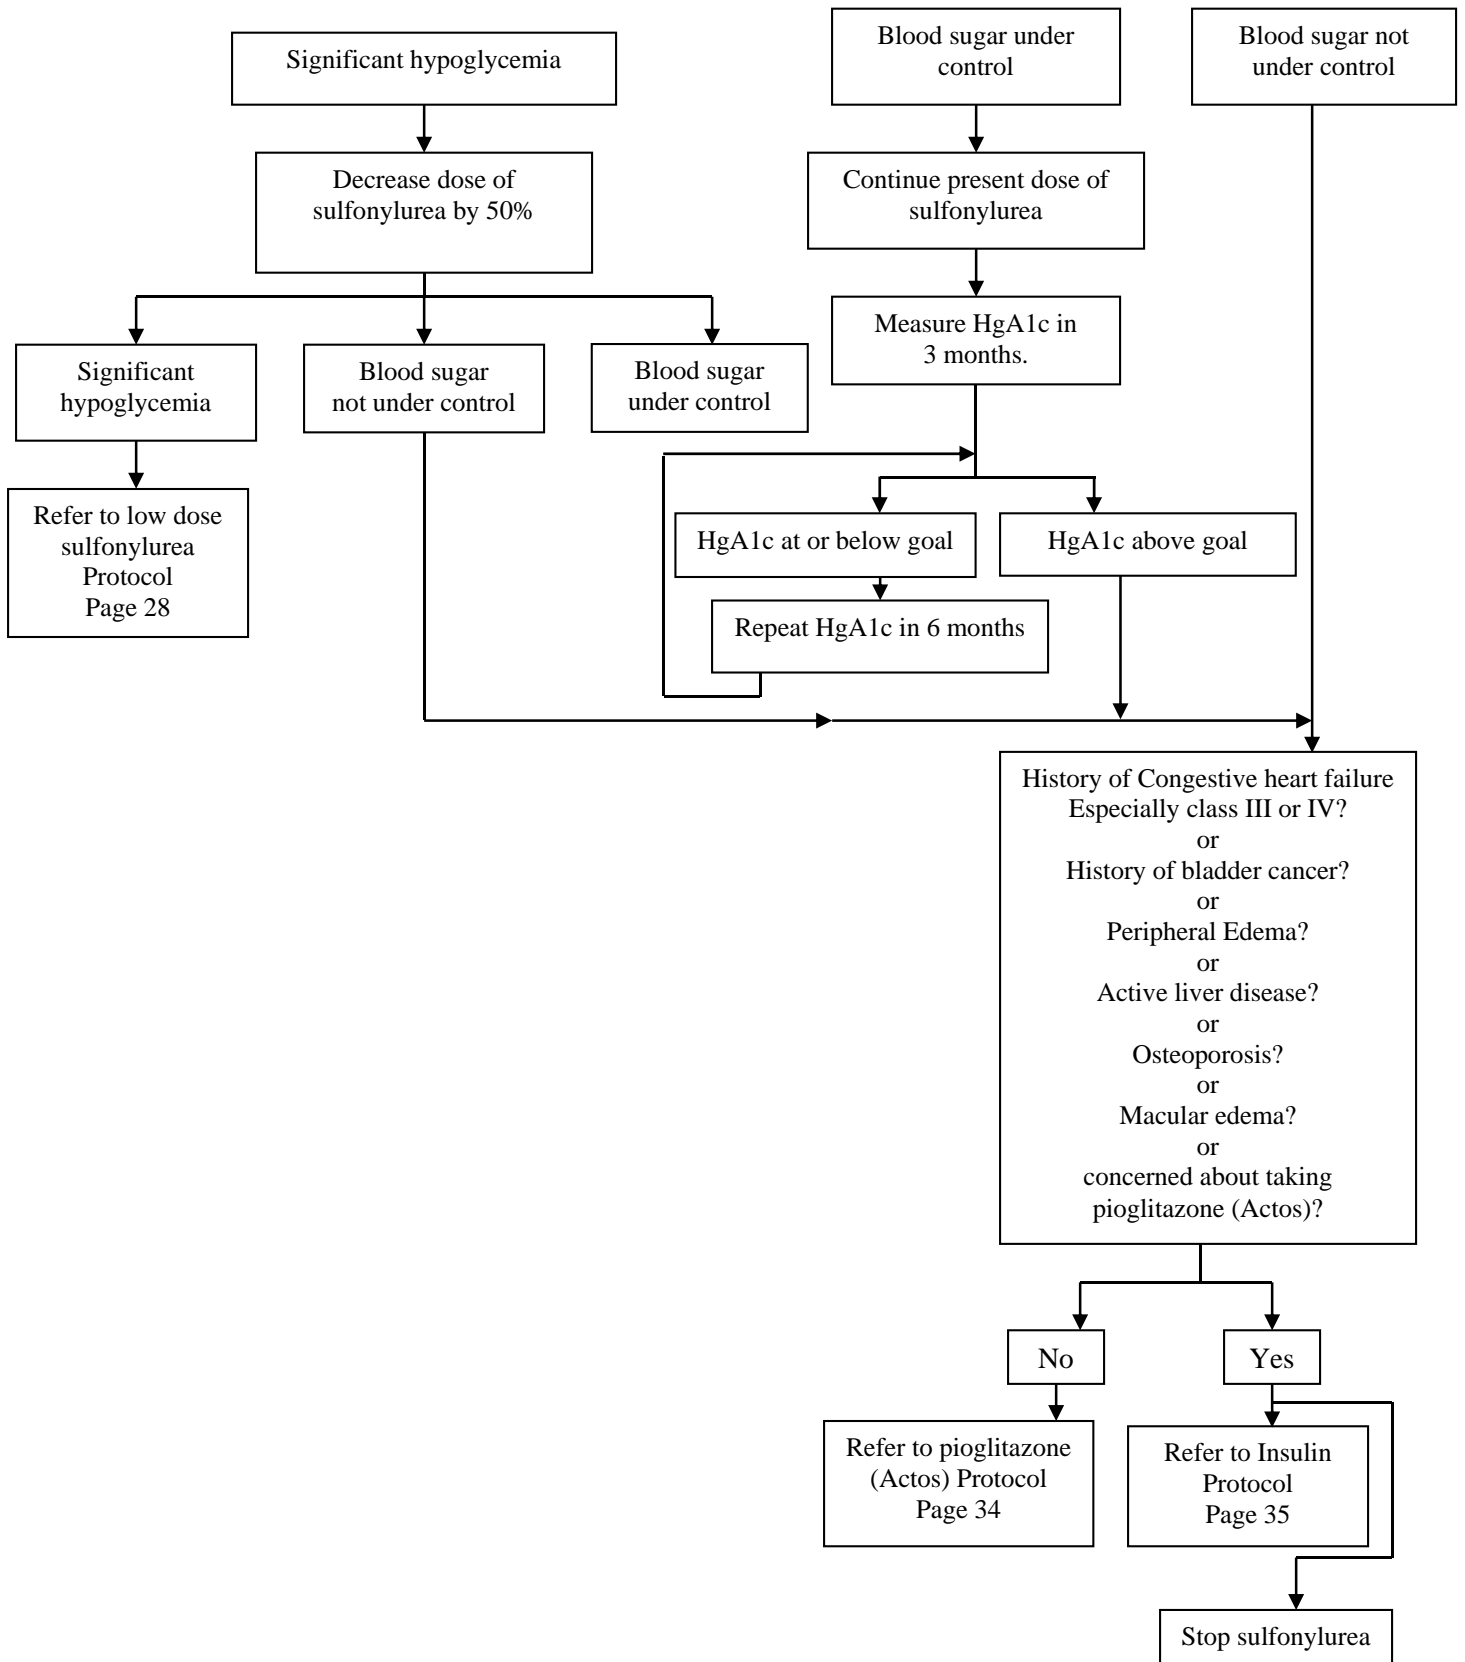 Significant hypoglycemia
Blood sugar under
control
Blood sugar not
under control
Decrease dose of
sulfonylurea by 50%
Continue present dose of
sulfonylurea
Measure HgA1c in
3 months.
Significant
hypoglycemia
Blood sugar
not under control
Blood sugar
under control
Refer to low dose
sulfonylurea
Protocol
Page 28
HgA1c at or below goal
HgA1c above goal
Repeat HgA1c in 6 months
History of Congestive heart failure
Especially class III or IV?
or
History of bladder cancer?
or
Peripheral Edema?
or
Active liver disease?
or
Osteoporosis?
or
Macular edema?
or
concerned about taking
pioglitazone (Actos)?
No
Yes
Refer to pioglitazone
(Actos) Protocol
Page 34
Refer to Insulin
Protocol
Page 35
Stop sulfonylurea